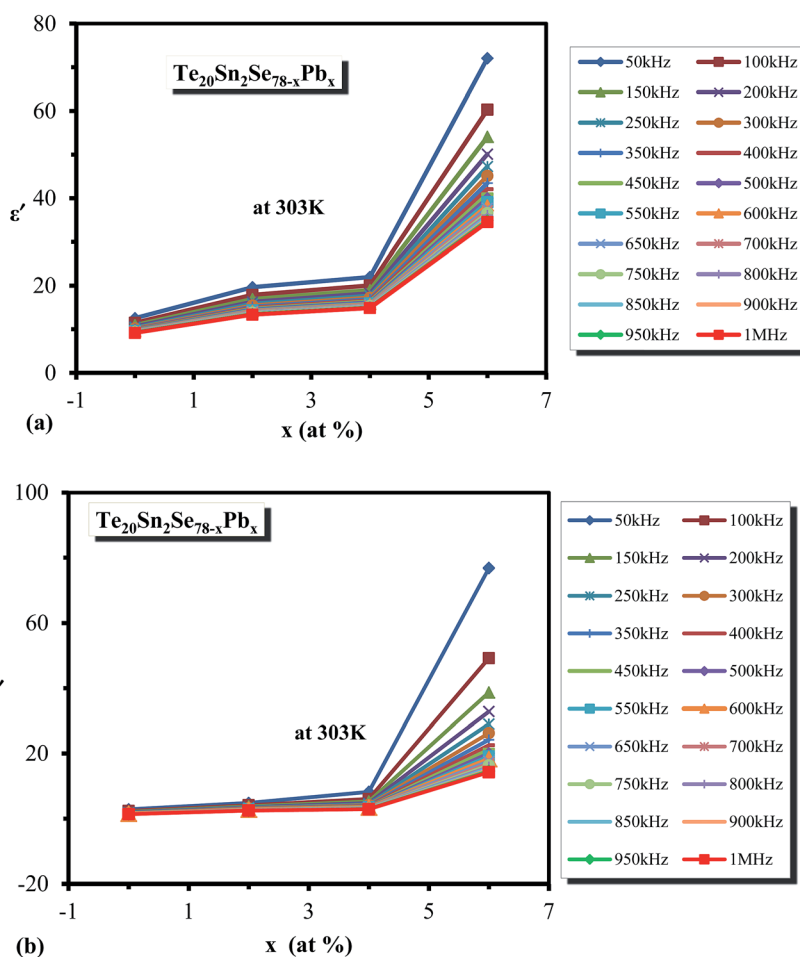 80
60
40
20
0
ε′
Te20Sn2Se78-xPbx
at 303K
-1 1 3 5 7
x (at %)
(a)
50kHz 100kHz
150kHz 200kHz
250kHz 300kHz
350kHz 400kHz
450kHz 500kHz
550kHz 600kHz
650kHz 700kHz
750kHz 800kHz
850kHz 900kHz
950kHz 1MHz
100
60
20
-20
Te20Sn2Se78-xPbx
at 303K
-1 1 3 5 7
x (at %)
(b)
50kHz 100kHz
150kHz 200kHz
250kHz 300kHz
350kHz 400kHz
450kHz 500kHz
550kHz 600kHz
650kHz 700kHz
750kHz 800kHz
850kHz 900kHz
950kHz 1MHz